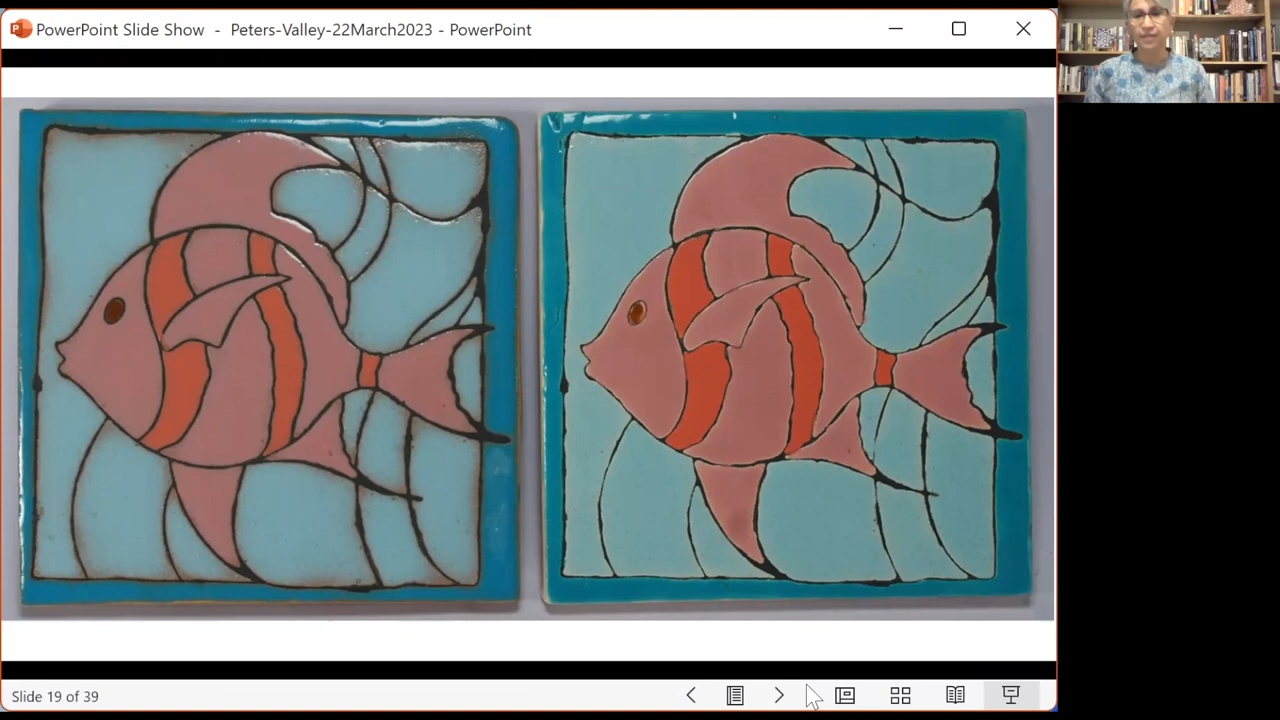 PowerPoint Slide Show - Peters-Valley-22March2023 - PowerPoint
Slide 19 of 39